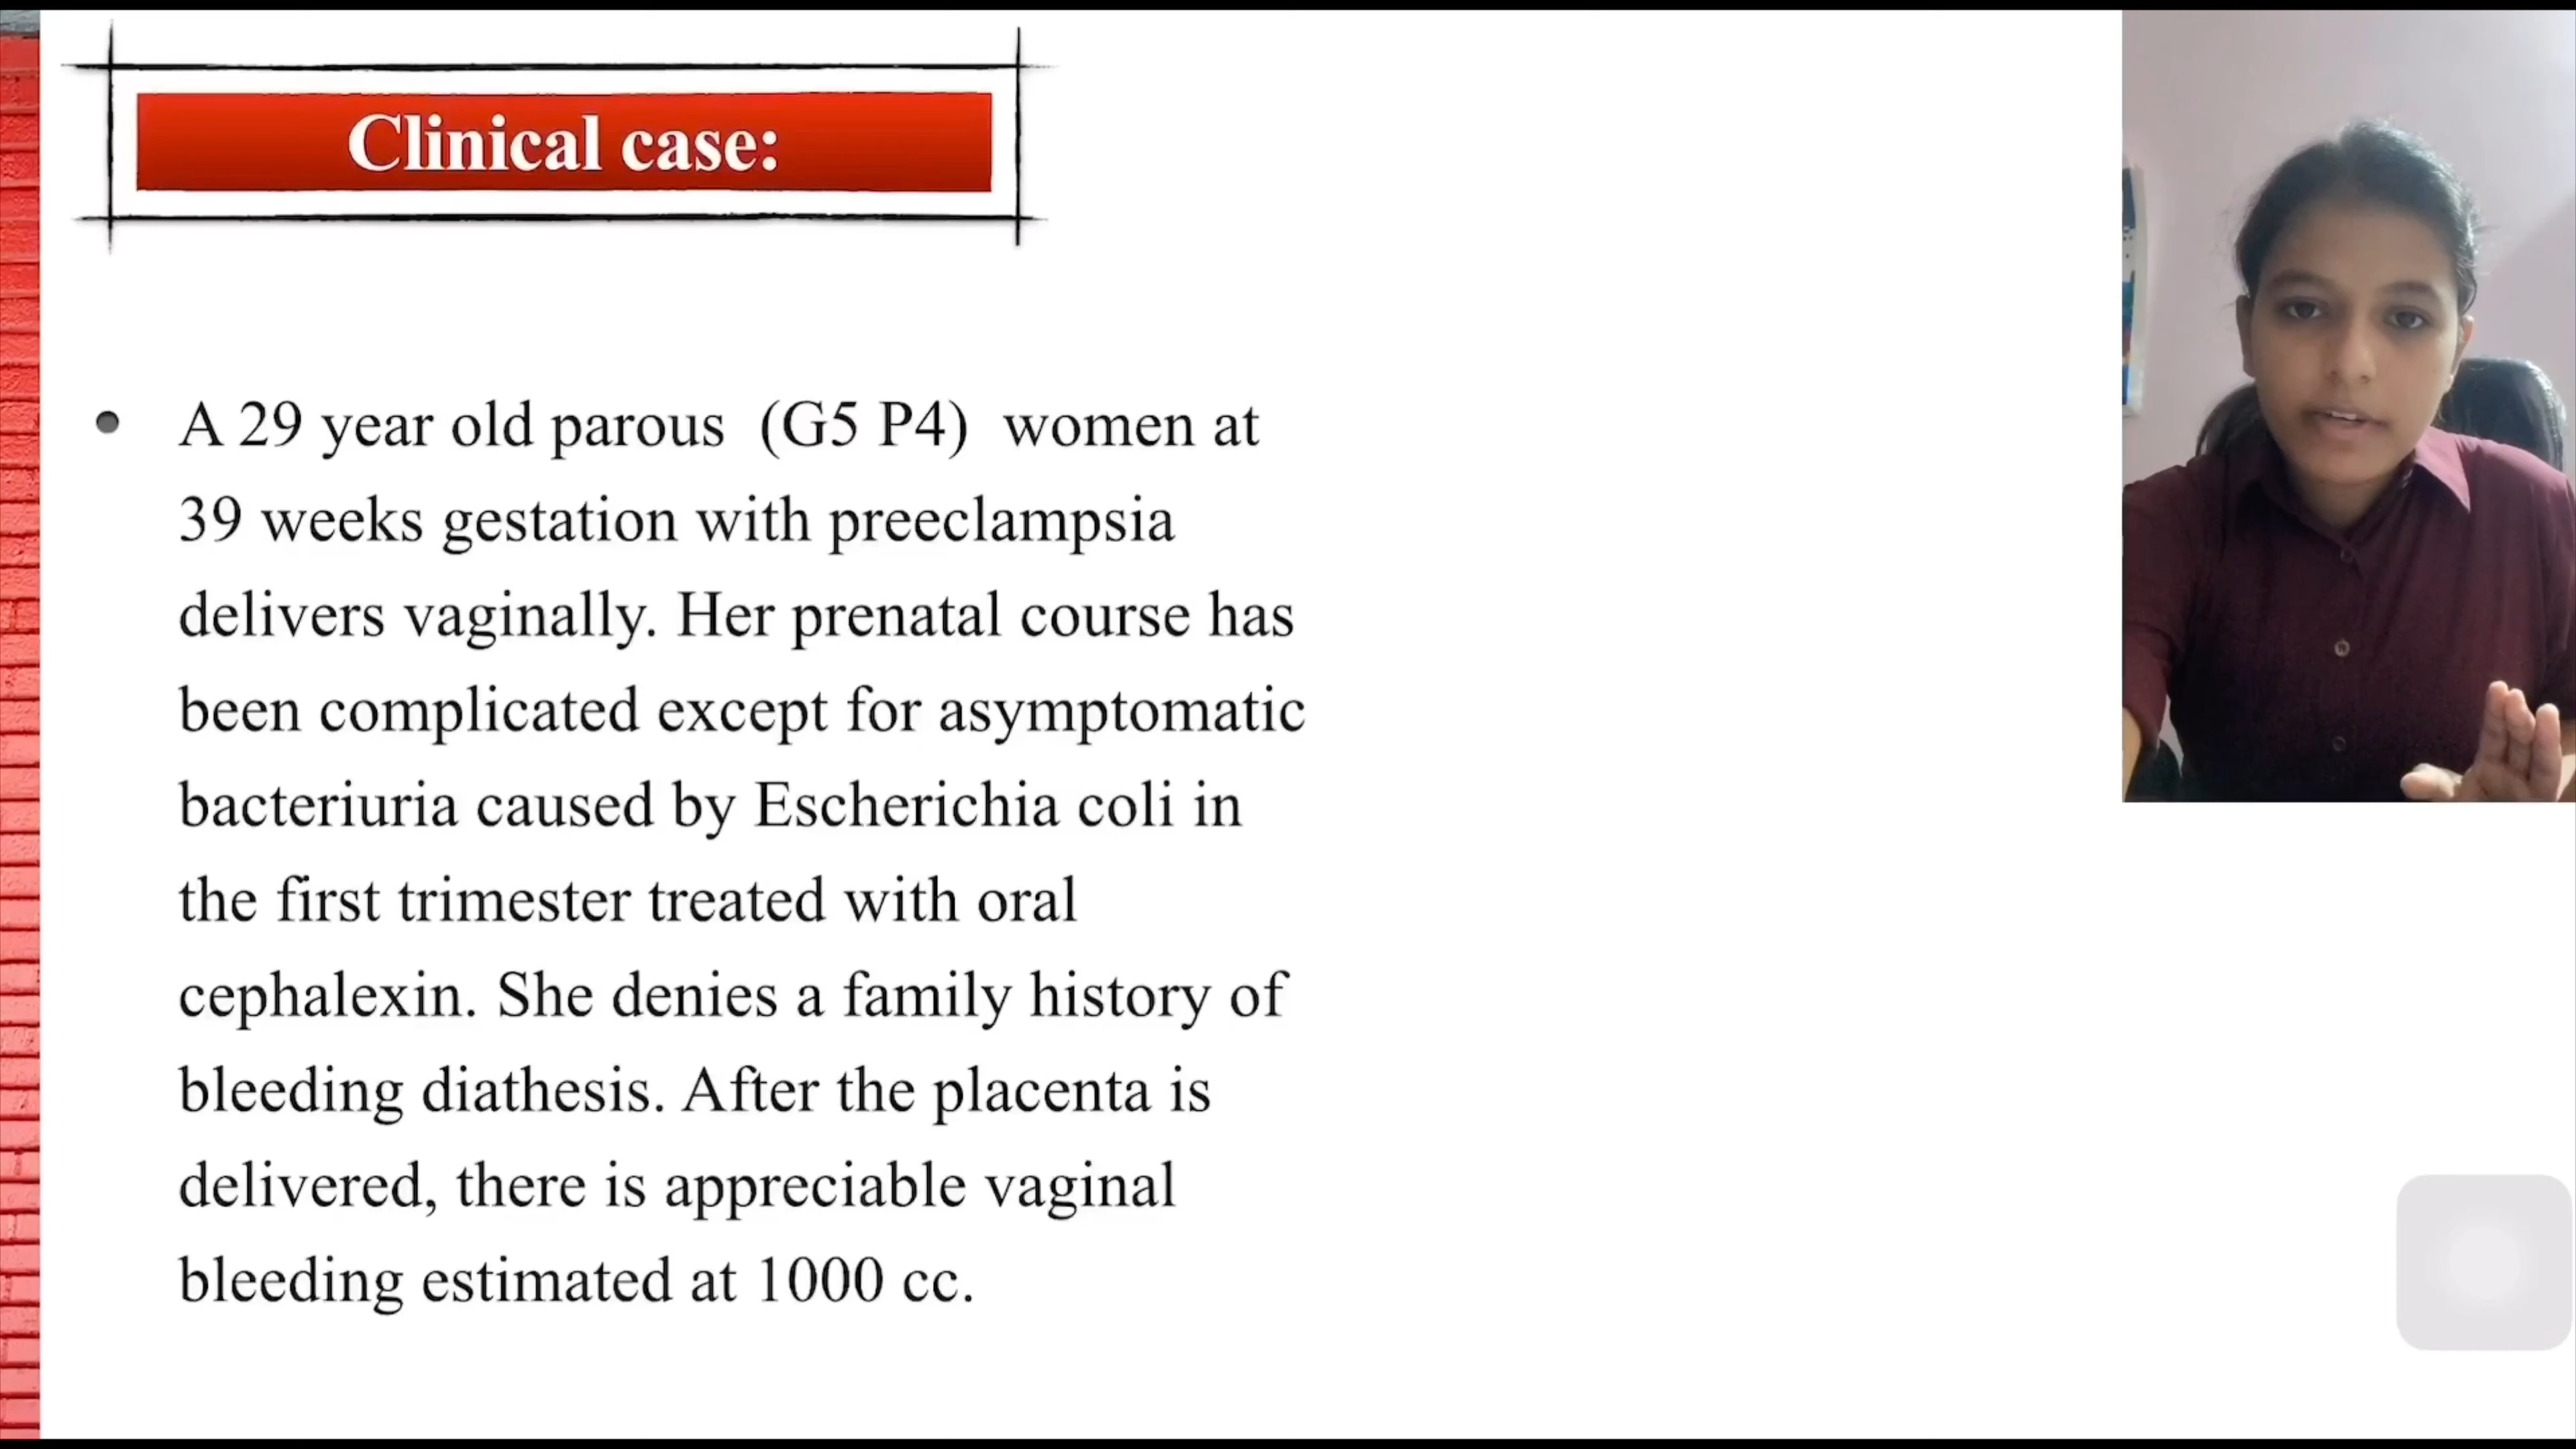 Clinical case:
A 29 year old parous (G5 P4) women at
39 weeks gestation with preeclampsia
delivers vaginally. Her prenatal course has
been complicated except for asymptomatic
bacteriuria caused by Escherichia coli in
the first trimester treated with oral
cephalexin. She denies a family history of
bleeding diathesis. After the placenta is
delivered, there is appreciable vaginal
bleeding estimated at 1000 cc.